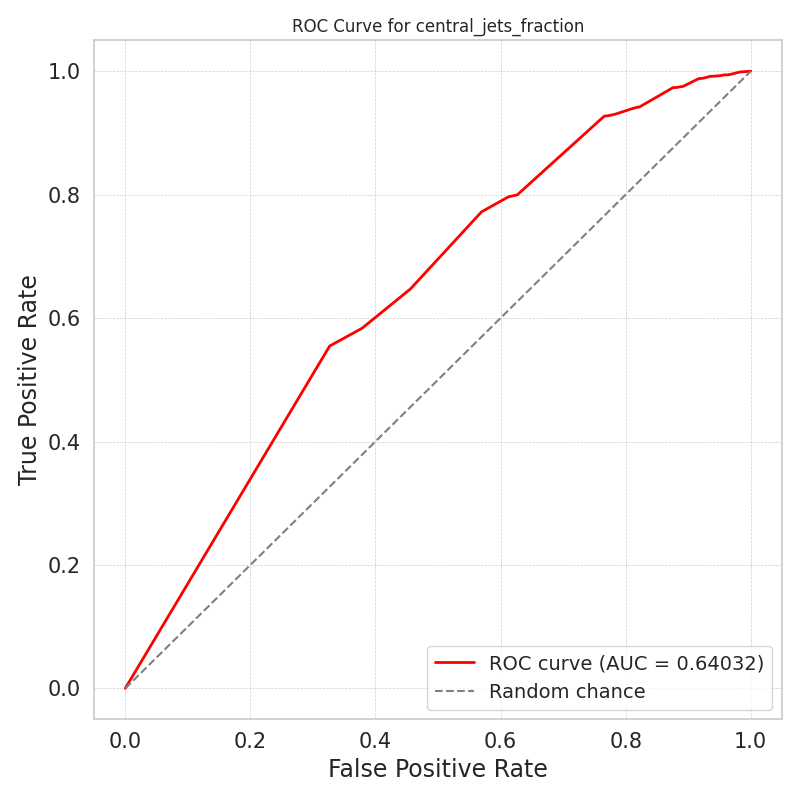 ROC Curve for central_jets_fraction
True Positive Rate
1.0
0.8
0.6
0.4
0.2
0.0
ROC curve (AUC = 0.64032)
Random chance
0.0 0.2 0.4 0.6 0.8 1.0
False Positive Rate